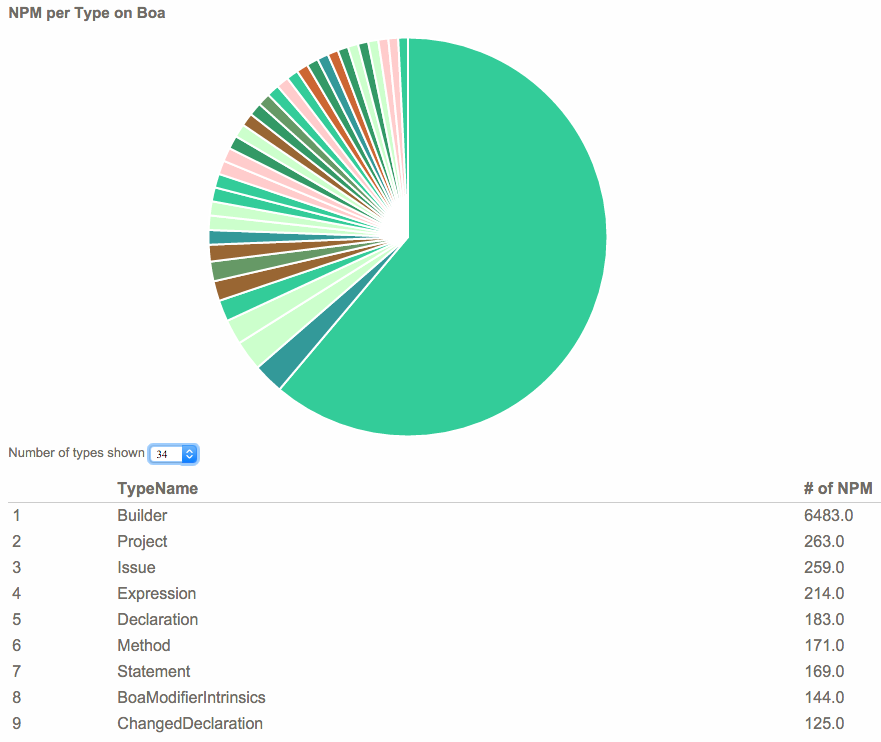 NPM per Type on Boa
Number of types shown 34
TypeName # of NPM
1 Builder 6483.0
2 Project 263.0
3 Issue 259.0
4 Expression 214.0
5 Declaration 183.0
6 Method 171.0
7 Statement 169.0
8 BoaModifierIntrinsics 144.0
9 ChangedDeclaration 125.0